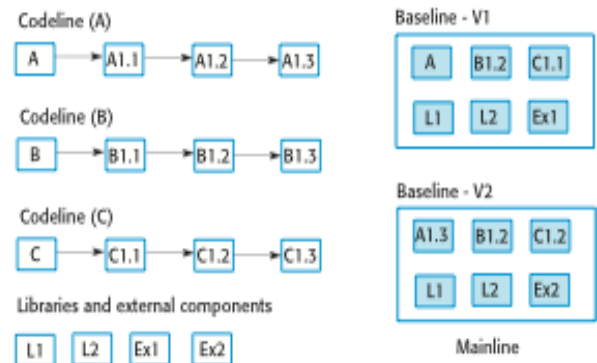 Codeline (A)
A A1.1 A1.2 A1.3
Codeline (B)
B B1.1 B1.2 B1.3
Codeline (C)
C C1.1 C1.2 C1.3
Libraries and external components
L1 L2 Ex1 Ex2
Baseline - V1
A B1.2 C1.1
L1 L2 Ex1
Baseline - V2
A1.3 B1.2 C1.2
L1 L2 Ex2
Mainline